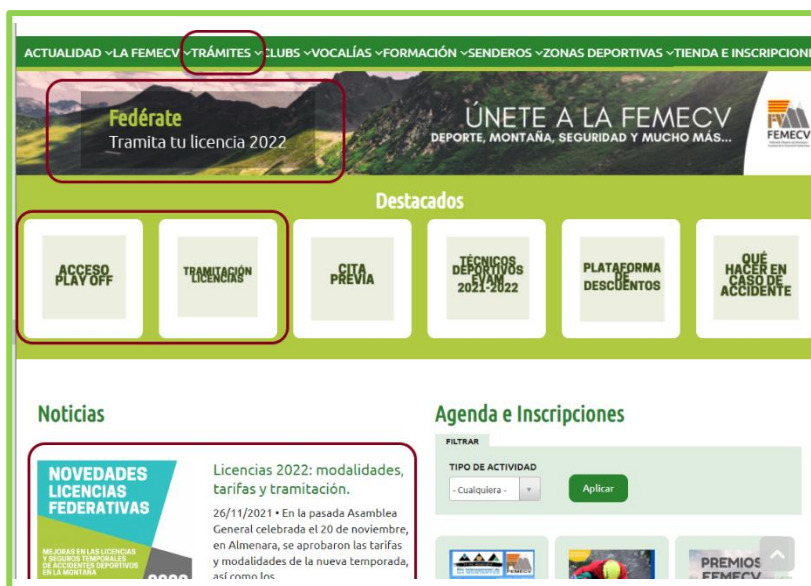 ACTUALIDAD LA FEMECV TRÁMITES CLUBS VOCALÍAS FORMACIÓN SENDEROS ZONAS DEPORTIVAS TIENDA E INSCRIPCIONE
Fedérate
Tramita tu licencia 2022
ÚNETE A LA FEMECV
DEPORTE, MONTAÑA, SEGURIDAD Y MUCHO MÁS...
FEMECV
Destacados
ACCESO
PLAY OFF
TRAMITACIÓN
LICENCIAS
CITA
PREVIA
TÉCNICOS
DEPORTIVOS
EVAM
2021-2022
PLATAFORMA
DE
DESCUENTOS
QUÉ
HACER EN
CASO DE
ACCIDENTE
Noticias
NOVEDADES
LICENCIAS
FEDERATIVAS
MEJORAS EN LAS LICENCIAS
Y SEGUROS TEMPORALES
DE ACCIDENTES DEPORTIVOS
EN LA MONTAÑA
2022
Licencias 2022: modalidades,
tarifas y tramitación.
26/11/2021 • En la pasada Asamblea
General celebrada el 20 de noviembre,
en Almenara, se aprobaron las tarifas
y modalidades de la nueva temporada,
así como los
Agenda e Inscripciones
FILTRAR
TIPO DE ACTIVIDAD
- Cualquiera -
Aplicar
PREMIOS
FEMECV